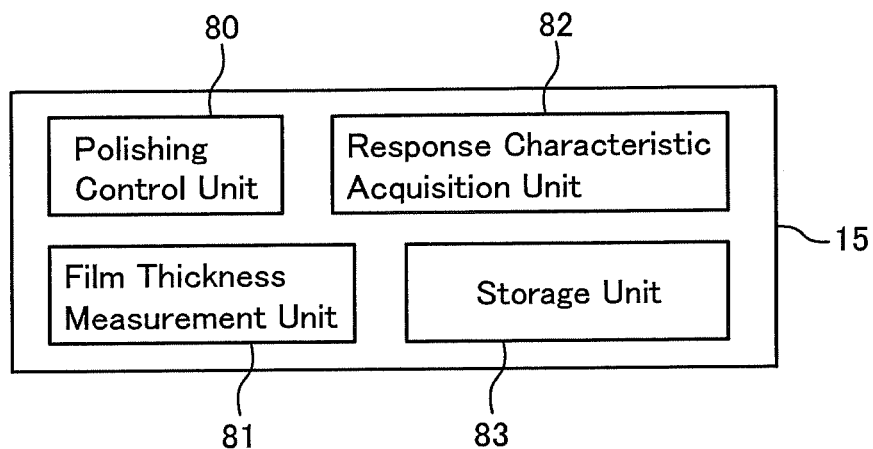 80
82
Polishing
Control Unit
Response Characteristic
Acquisition Unit
15
Film Thickness
Measurement Unit
Storage Unit
81
83